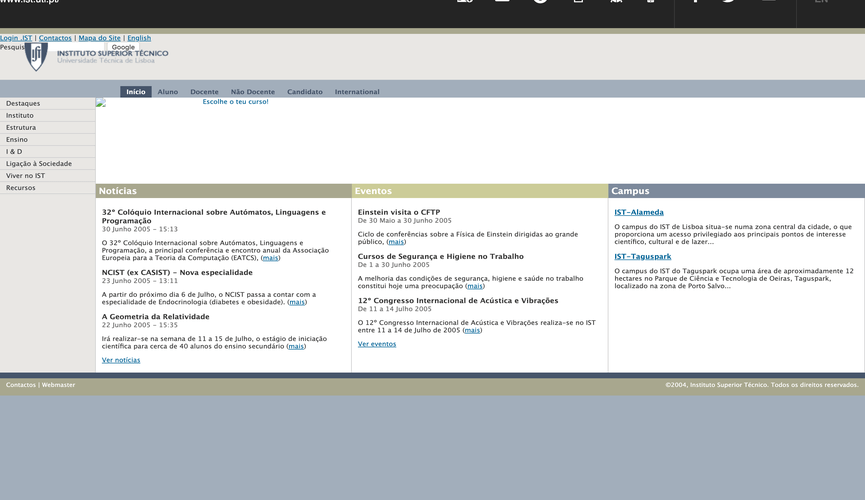 www.ist.utl.pt/
Login .IST | Contactos | Mapa do Site | English
Google
INSTITUTO SUPERIOR TÉCNICO
Universidade Técnica de Lisboa
Início Aluno Docente Não Docente Candidato International
Destaques
Instituto
Estrutura
Ensino
I & D
Ligação à Sociedade
Viver no IST
Recursos
Escolhe o teu curso!
Notícias
32º Colóquio Internacional sobre Autómatos, Linguagens e
Programação
30 Junho 2005 - 15:13
O 32º Colóquio Internacional sobre Autómatos, Linguagens e
Programação, a principal conferência e encontro anual da Associação
Europeia para a Teoria da Computação (EATCS), (mais)
NCIST (ex CASIST) - Nova especialidade
23 Junho 2005 - 13:11
A partir do próximo dia 6 de Julho, o NCIST passa a contar com a
especialidade de Endocrinologia (diabetes e obesidade). (mais)
A Geometria da Relatividade
22 Junho 2005 - 15:35
Irá realizar-se na semana de 11 a 15 de Julho, o estágio de iniciação
científica para cerca de 40 alunos do ensino secundário (mais)
Ver notícias
Eventos
Einstein visita o CFTP
De 30 Maio a 30 Junho 2005
Ciclo de conferências sobre a Física de Einstein dirigidas ao grande
público, (mais)
Cursos de Segurança e Higiene no Trabalho
De 1 a 30 Junho 2005
A melhoria das condições de segurança, higiene e saúde no trabalho
constitui hoje uma preocupação (mais)
12º Congresso Internacional de Acústica e Vibrações
De 11 a 14 Julho 2005
O 12º Congresso Internacional de Acústica e Vibrações realiza-se no IST
entre 11 a 14 de Julho de 2005 (mais)
Ver eventos
Campus
IST-Alameda
O campus do IST de Lisboa situa-se numa zona central da cidade, o que
proporciona um acesso privilegiado aos principais pontos de interesse
científico, cultural e de lazer...
IST-Taguspark
O campus do IST do Taguspark ocupa uma área de aproximadamente 12
hectares no Parque de Ciência e Tecnologia de Oeiras, Taguspark,
localizado na zona de Porto Salvo...
Contactos | Webmaster
©2004, Instituto Superior Técnico. Todos os direitos reservados.